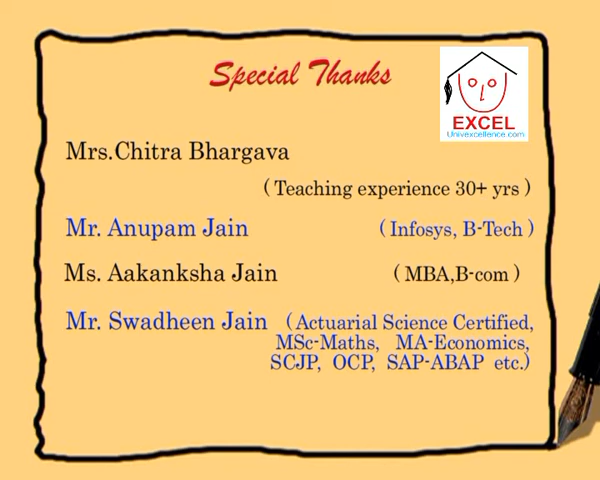 Special Thanks
EXCEL
Univexcellence.com
Mrs.Chitra Bhargava
( Teaching experience 30+ yrs )
Mr. Anupam Jain ( Infosys, B-Tech )
Ms. Aakanksha Jain ( MBA,B-com )
Mr. Swadheen Jain ( Actuarial Science Certified,
MSc-Maths, MA-Economics,
SCJP, OCP, SAP-ABAP etc.)